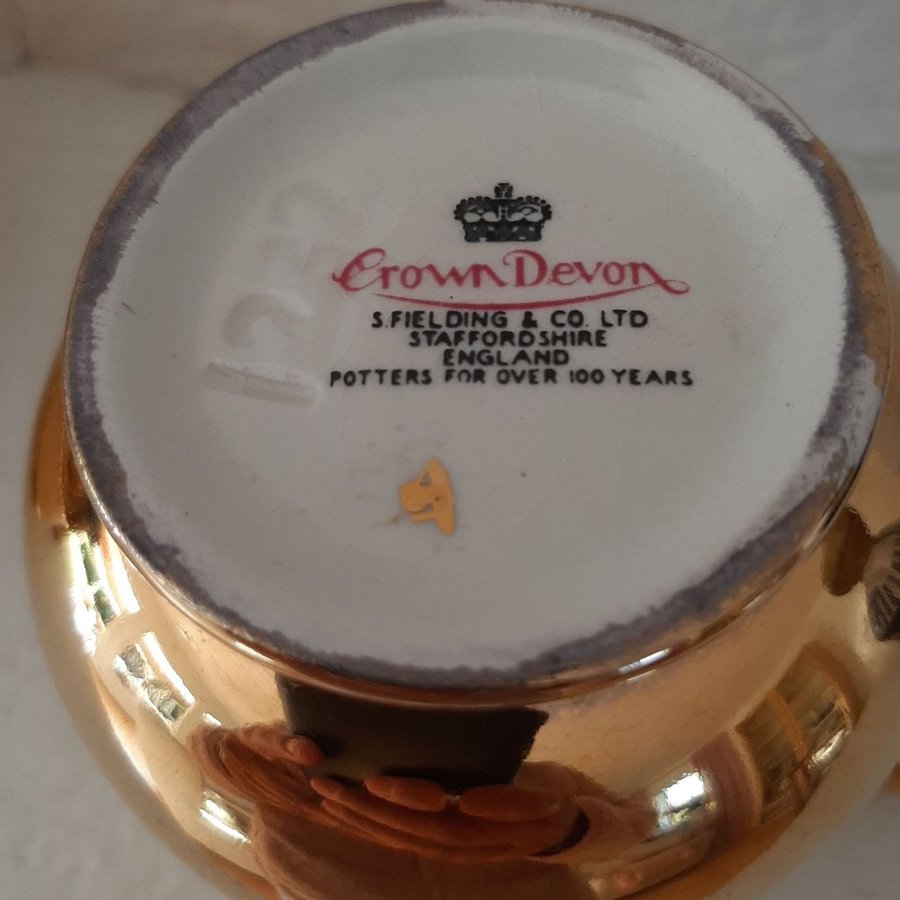 Crown Devon
S. FIELDING & CO. LTD
STAFFORDSHIRE
ENGLAND
POTTERS FOR OVER 100 YEARS